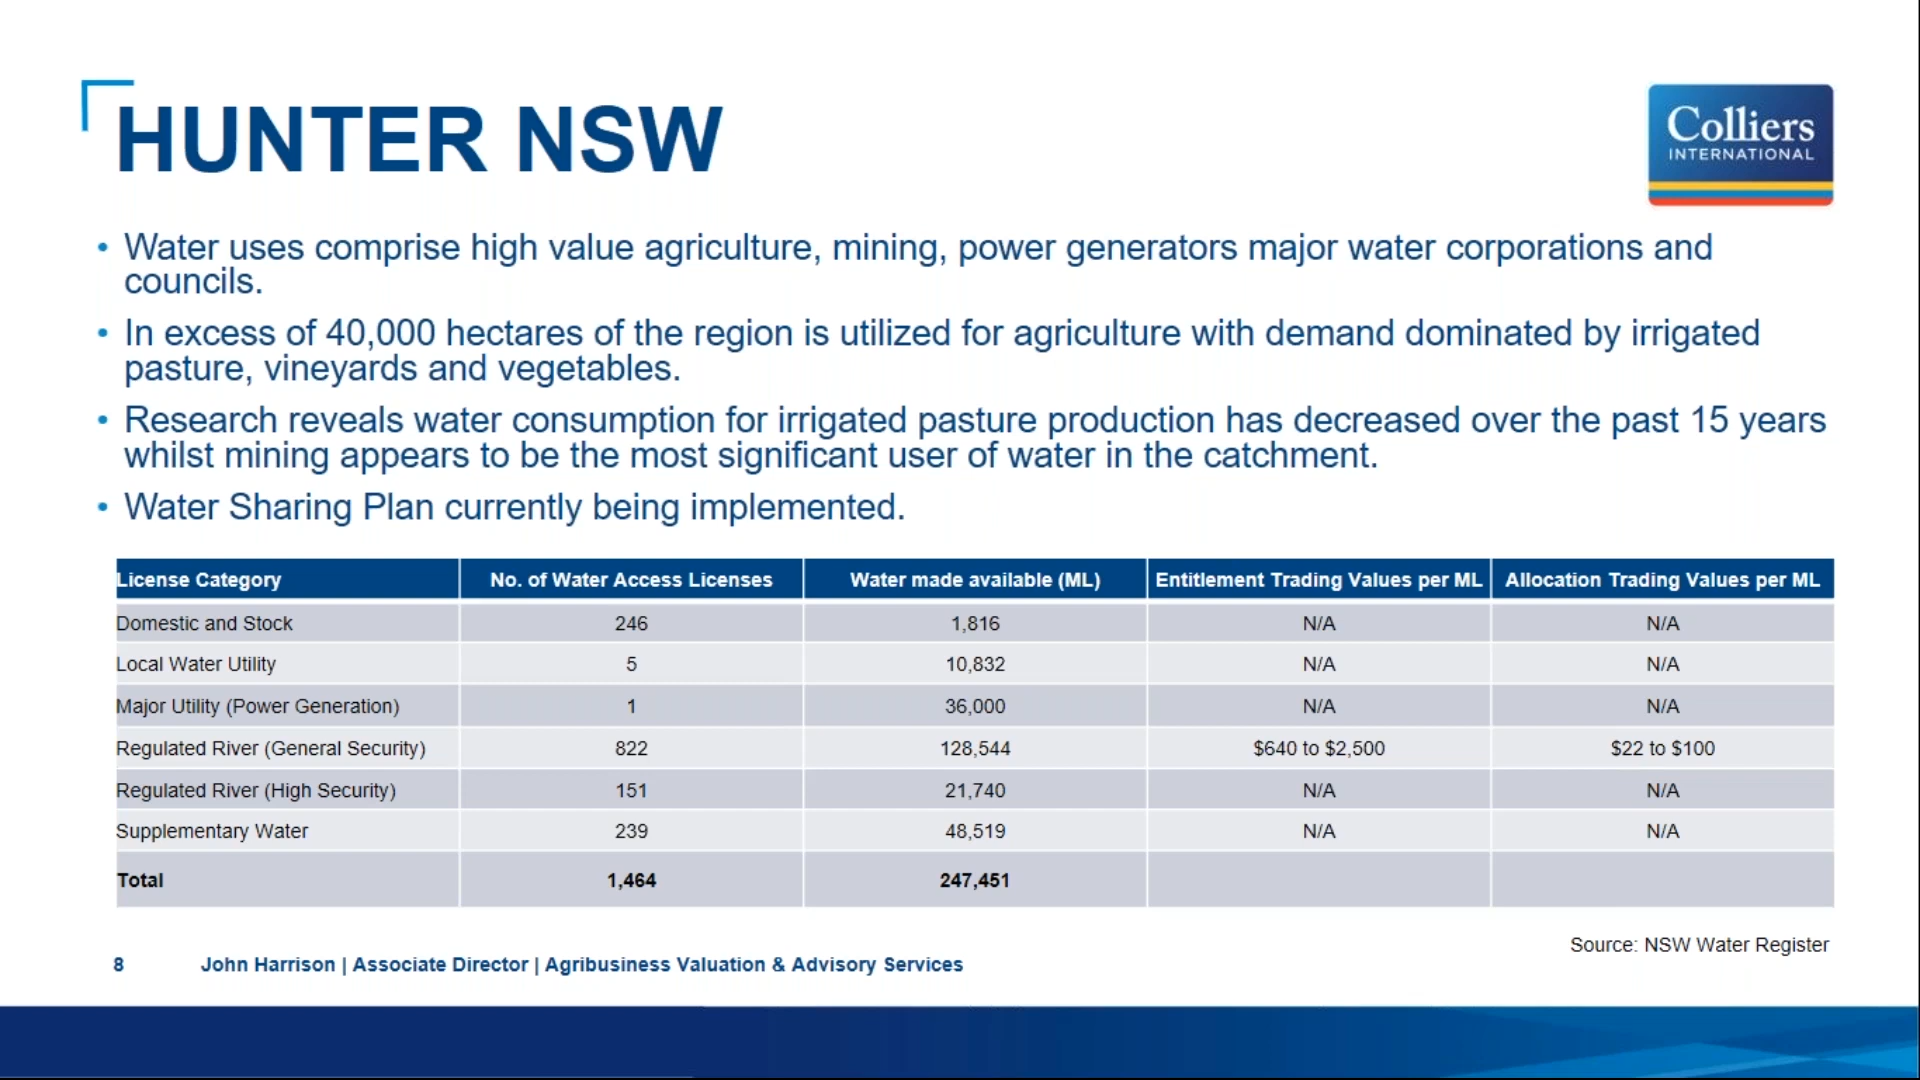 HUNTER NSW
Colliers
INTERNATIONAL
• Water uses comprise high value agriculture, mining, power generators major water corporations and
councils.
• In excess of 40,000 hectares of the region is utilized for agriculture with demand dominated by irrigated
pasture, vineyards and vegetables.
• Research reveals water consumption for irrigated pasture production has decreased over the past 15 years
whilst mining appears to be the most significant user of water in the catchment.
• Water Sharing Plan currently being implemented.
License Category No. of Water Access Licenses Water made available (ML) Entitlement Trading Values per ML Allocation Trading Values per ML
Domestic and Stock 246 1,816 N/A N/A
Local Water Utility 5 10,832 N/A N/A
Major Utility (Power Generation) 1 36,000 N/A N/A
Regulated River (General Security) 822 128,544 $640 to $2,500 $22 to $100
Regulated River (High Security) 151 21,740 N/A N/A
Supplementary Water 239 48,519 N/A N/A
Total 1,464 247,451
Source: NSW Water Register
8 John Harrison | Associate Director | Agribusiness Valuation & Advisory Services